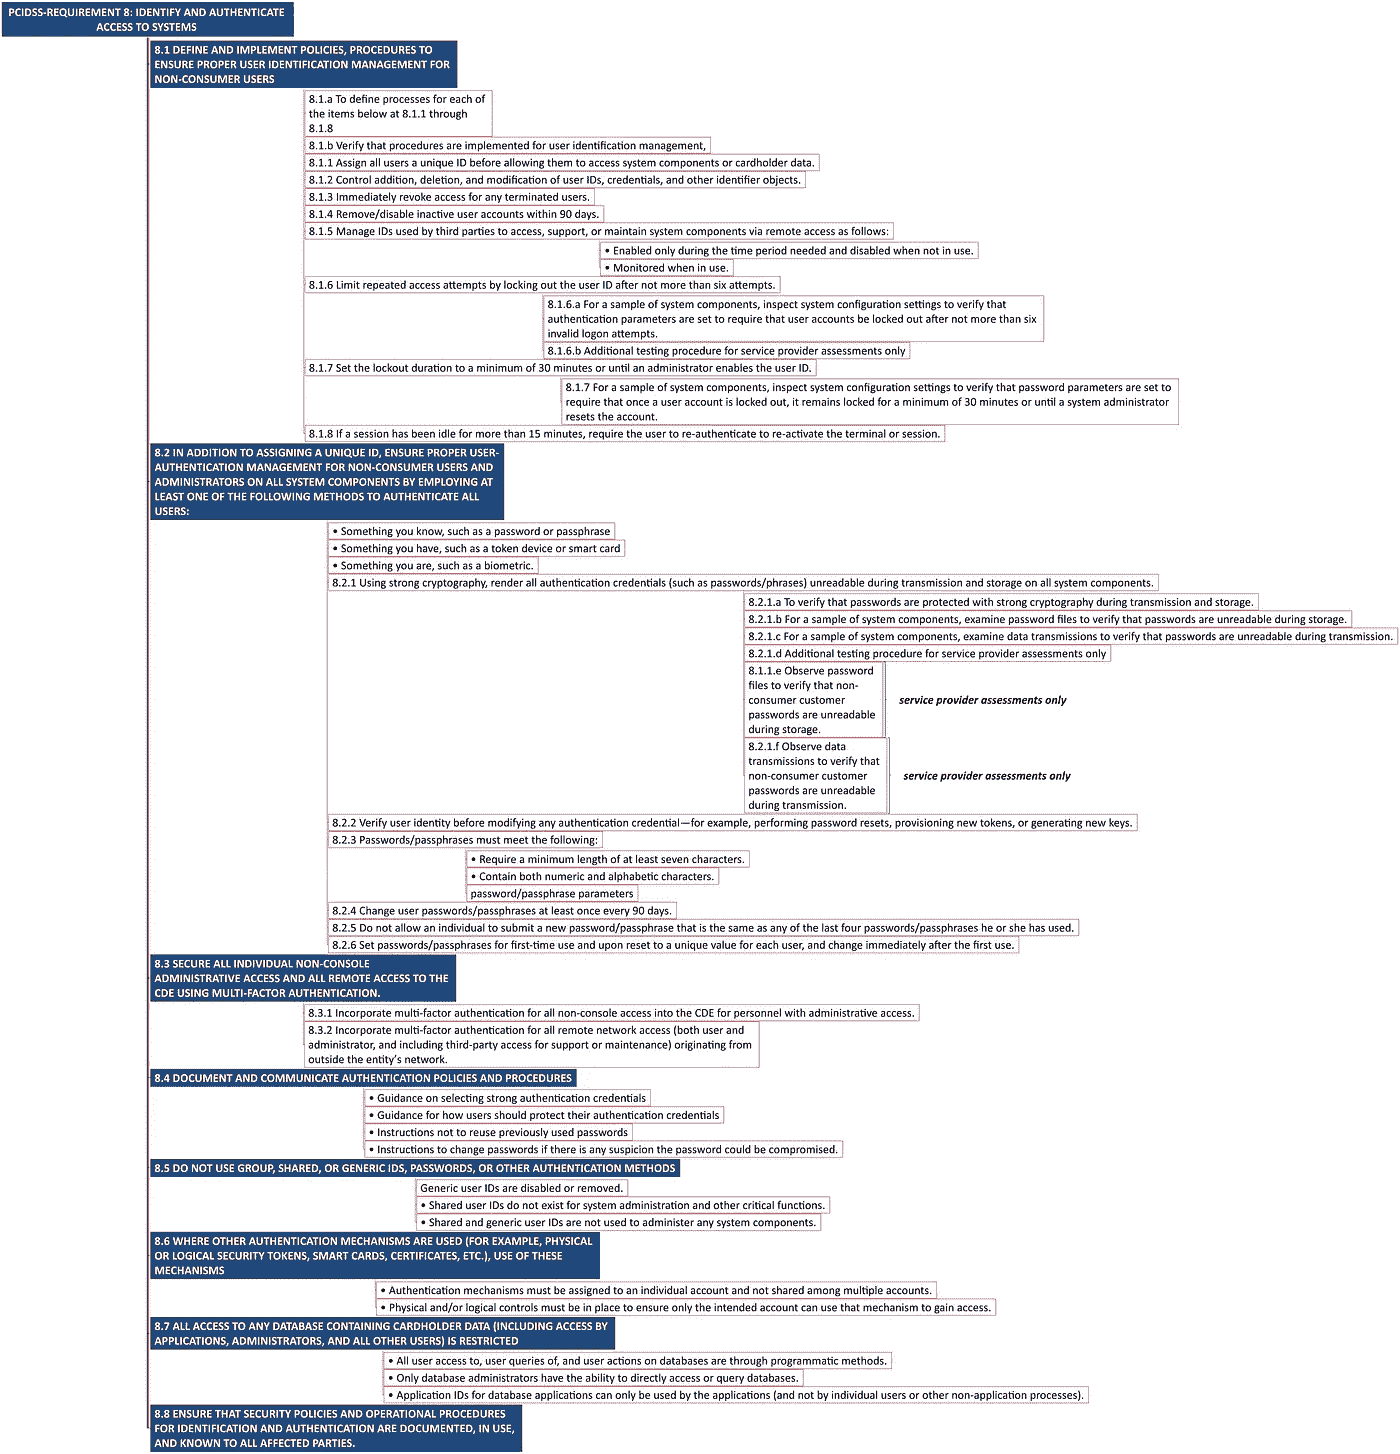 PCIDSS-REQUIREMENT 8: IDENTIFY AND AUTHENTICATE
ACCESS TO SYSTEMS
8.1 DEFINE AND IMPLEMENT POLICIES, PROCEDURES TO
ENSURE PROPER USER IDENTIFICATION MANAGEMENT FOR
NON-CONSUMER USERS
8.1.a To define processes for each of
the items below at 8.1.1 through
8.1.8
8.1.b Verify that procedures are implemented for user identification management,
8.1.1 Assign all users a unique ID before allowing them to access system components or cardholder data.
8.1.2 Control addition, deletion, and modification of user IDs, credentials, and other identifier objects.
8.1.3 Immediately revoke access for any terminated users.
8.1.4 Remove/disable inactive user accounts within 90 days.
8.1.5 Manage IDs used by third parties to access, support, or maintain system components via remote access as follows:
• Enabled only during the time period needed and disabled when not in use.
• Monitored when in use.
8.1.6 Limit repeated access attempts by locking out the user ID after not more than six attempts.
8.1.6.a For a sample of system components, inspect system configuration settings to verify that
authentication parameters are set to require that user accounts be locked out after not more than six
invalid logon attempts.
8.1.6.b Additional testing procedure for service provider assessments only
8.1.7 Set the lockout duration to a minimum of 30 minutes or until an administrator enables the user ID.
8.1.7 For a sample of system components, inspect system configuration settings to verify that password parameters are set to
require that once a user account is locked out, it remains locked for a minimum of 30 minutes or until a system administrator
resets the account.
8.1.8 If a session has been idle for more than 15 minutes, require the user to re-authenticate to re-activate the terminal or session.
8.2 IN ADDITION TO ASSIGNING A UNIQUE ID, ENSURE PROPER USER-
AUTHENTICATION MANAGEMENT FOR NON-CONSUMER USERS AND
ADMINISTRATORS ON ALL SYSTEM COMPONENTS BY EMPLOYING AT
LEAST ONE OF THE FOLLOWING METHODS TO AUTHENTICATE ALL
USERS:
• Something you know, such as a password or passphrase
• Something you have, such as a token device or smart card
• Something you are, such as a biometric.
8.2.1 Using strong cryptography, render all authentication credentials (such as passwords/phrases) unreadable during transmission and storage on all system components.
8.2.1.a To verify that passwords are protected with strong cryptography during transmission and storage.
8.2.1.b For a sample of system components, examine password files to verify that passwords are unreadable during storage.
8.2.1.c For a sample of system components, examine data transmissions to verify that passwords are unreadable during transmission.
8.2.1.d Additional testing procedure for service provider assessments only
8.1.1.e Observe password
files to verify that non-
consumer customer
passwords are unreadable
during storage.
service provider assessments only
8.2.1.f Observe data
transmissions to verify that
non-consumer customer
passwords are unreadable
during transmission.
service provider assessments only
8.2.2 Verify user identity before modifying any authentication credential—for example, performing password resets, provisioning new tokens, or generating new keys.
8.2.3 Passwords/passphrases must meet the following:
• Require a minimum length of at least seven characters.
• Contain both numeric and alphabetic characters.
password/passphrase parameters
8.2.4 Change user passwords/passphrases at least once every 90 days.
8.2.5 Do not allow an individual to submit a new password/passphrase that is the same as any of the last four passwords/passphrases he or she has used.
8.2.6 Set passwords/passphrases for first-time use and upon reset to a unique value for each user, and change immediately after the first use.
8.3 SECURE ALL INDIVIDUAL NON-CONSOLE
ADMINISTRATIVE ACCESS AND ALL REMOTE ACCESS TO THE
CDE USING MULTI-FACTOR AUTHENTICATION.
8.3.1 Incorporate multi-factor authentication for all non-console access into the CDE for personnel with administrative access.
8.3.2 Incorporate multi-factor authentication for all remote network access (both user and
administrator, and including third-party access for support or maintenance) originating from
outside the entity's network.
8.4 DOCUMENT AND COMMUNICATE AUTHENTICATION POLICIES AND PROCEDURES
• Guidance on selecting strong authentication credentials
• Guidance for how users should protect their authentication credentials
• Instructions not to reuse previously used passwords
• Instructions to change passwords if there is any suspicion the password could be compromised.
8.5 DO NOT USE GROUP, SHARED, OR GENERIC IDS, PASSWORDS, OR OTHER AUTHENTICATION METHODS
Generic user IDs are disabled or removed.
• Shared user IDs do not exist for system administration and other critical functions.
• Shared and generic user IDs are not used to administer any system components.
8.6 WHERE OTHER AUTHENTICATION MECHANISMS ARE USED (FOR EXAMPLE, PHYSICAL
OR LOGICAL SECURITY TOKENS, SMART CARDS, CERTIFICATES, ETC.), USE OF THESE
MECHANISMS
• Authentication mechanisms must be assigned to an individual account and not shared among multiple accounts.
• Physical and/or logical controls must be in place to ensure only the intended account can use that mechanism to gain access.
8.7 ALL ACCESS TO ANY DATABASE CONTAINING CARDHOLDER DATA (INCLUDING ACCESS BY
APPLICATIONS, ADMINISTRATORS, AND ALL OTHER USERS) IS RESTRICTED
• All user access to, user queries of, and user actions on databases are through programmatic methods.
• Only database administrators have the ability to directly access or query databases.
• Application IDs for database applications can only be used by the applications (and not by individual users or other non-application processes).
8.8 ENSURE THAT SECURITY POLICIES AND OPERATIONAL PROCEDURES
FOR IDENTIFICATION AND AUTHENTICATION ARE DOCUMENTED, IN USE,
AND KNOWN TO ALL AFFECTED PARTIES.